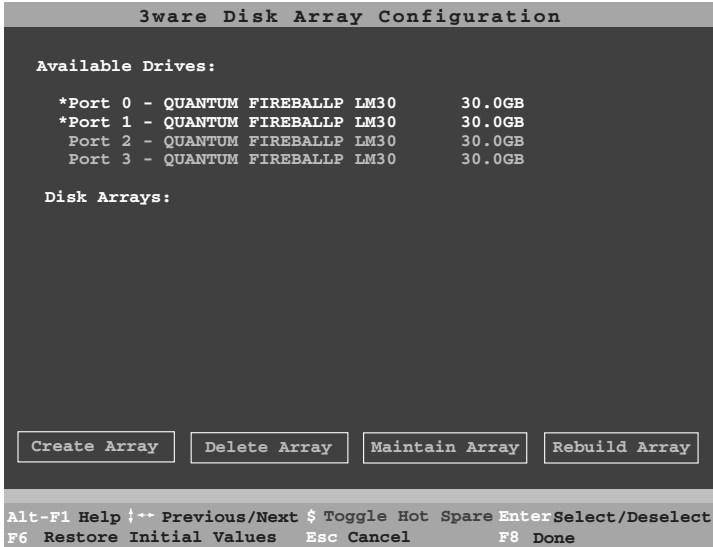 3ware Disk Array Configuration
Available Drives:
*Port 0 - QUANTUM FIREBALLP LM30 30.0GB
*Port 1 - QUANTUM FIREBALLP LM30 30.0GB
Port 2 - QUANTUM FIREBALLP LM30 30.0GB
Port 3 - QUANTUM FIREBALLP LM30 30.0GB
Disk Arrays:
Create Array Delete Array Maintain Array Rebuild Array
Alt-F1 Help ↕↔ Previous/Next $ Toggle Hot Spare Enter Select/Deselect
F6 Restore Initial Values Esc Cancel F8 Done